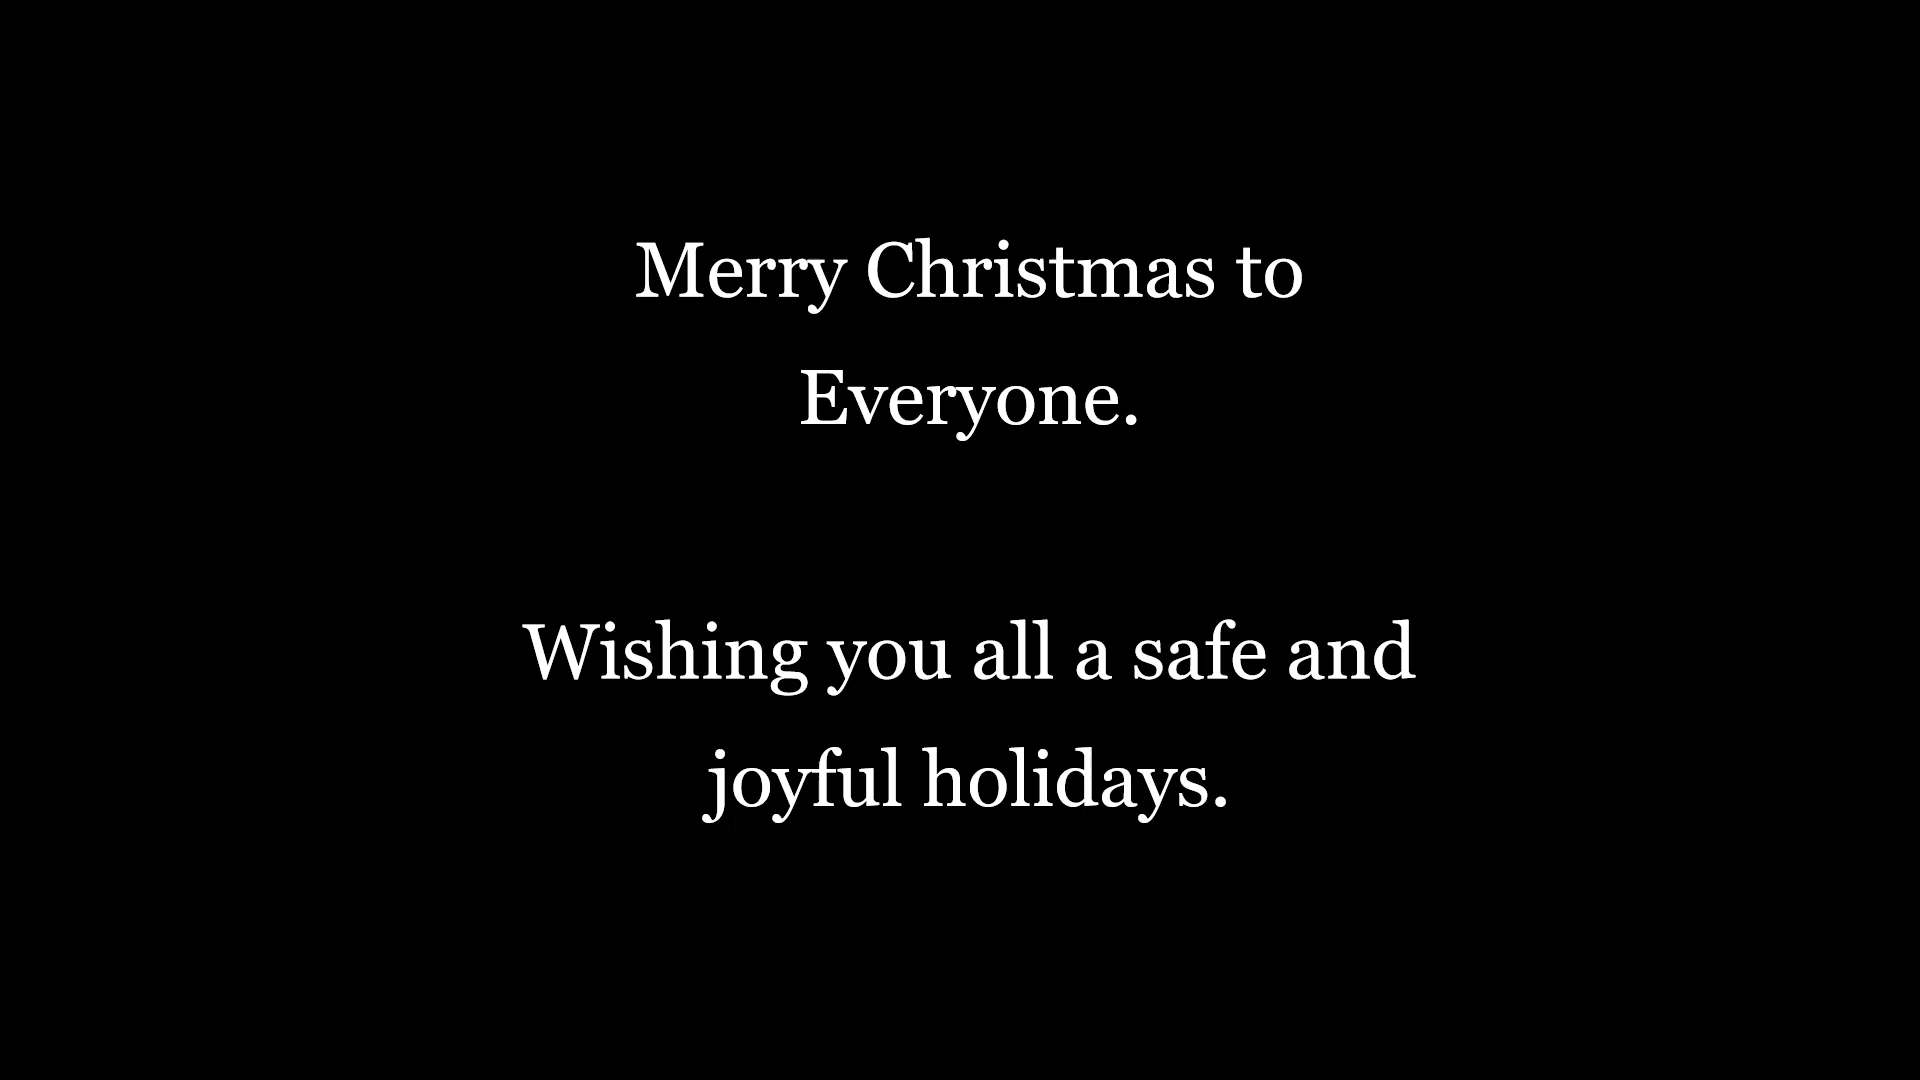 Merry Christmas to
Everyone.
Wishing you all a safe and
joyful holidays.